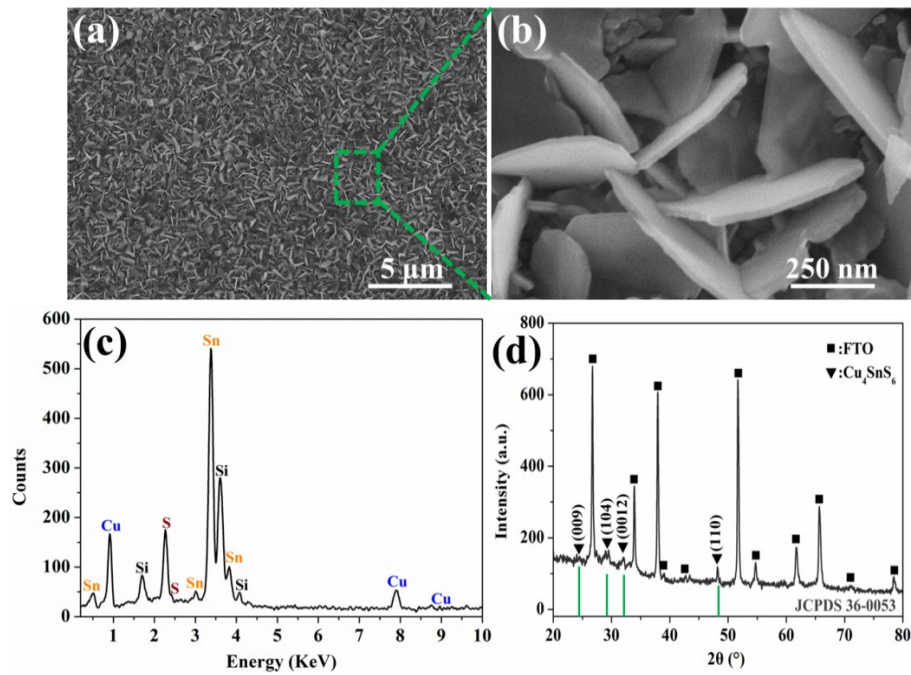 (a)
5 μm
(b)
250 nm
(c)
600
500
400
300
200
100
0
Counts
Sn
Cu
Si
S
S
Sn
Sn
Si
Sn
Si
Cu
Cu
1 2 3 4 5 6 7 8 9 10
Energy (KeV)
(d)
800
600
400
200
0
Intensity (a.u.)
■:FTO
▼:Cu₄SnS₆
(009)
(104)
(0012)
(110)
JCPDS 36-0053
20 30 40 50 60 70 80
2θ (°)